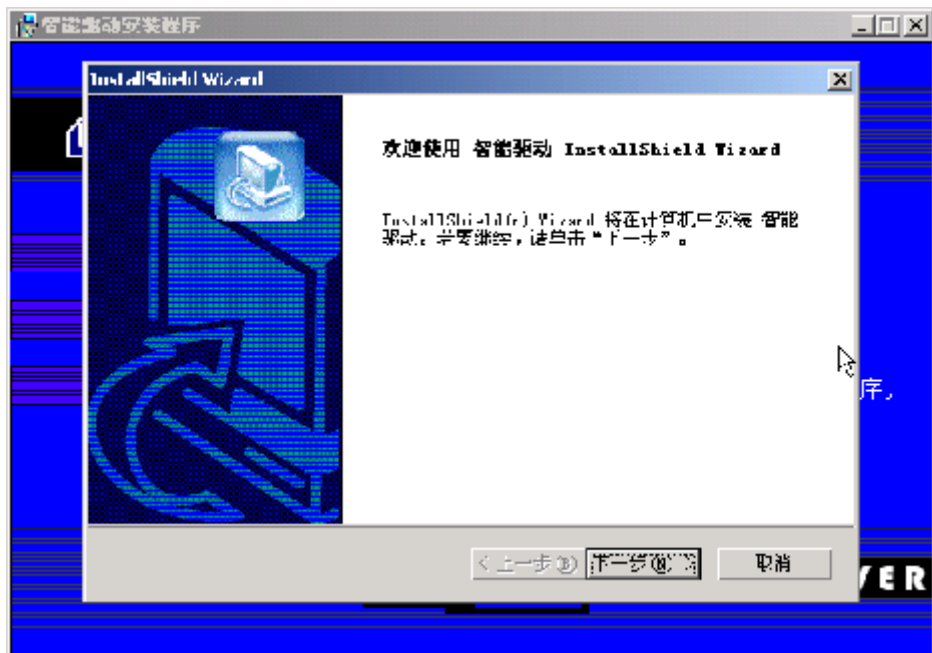 智能驱动安装程序
InstallShield Wizard
欢迎使用 智能驱动 InstallShield Wizard
InstallShield(r) Wizard 将在计算机中安装 智能
驱动。若要继续，请单击“下一步”。
序，
< 上一步(B)
下一步(N) >
取消
VER